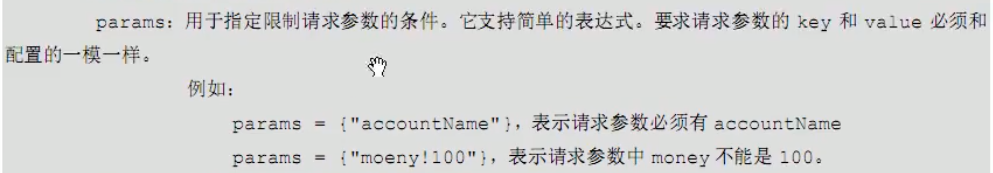 params：用于指定限制请求参数的条件。它支持简单的表达式。要求请求参数的 key 和 value 必须和
配置的一模一样。
例如：
params = {"accountName"}，表示请求参数必须有 accountName
params = {"moeny!100"}，表示请求参数中 money 不能是 100。